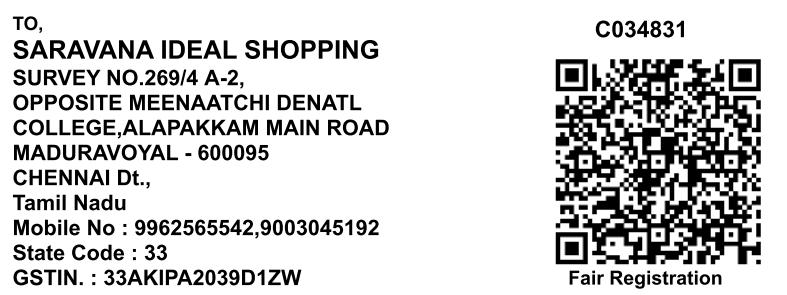 TO,
SARAVANA IDEAL SHOPPING
SURVEY NO.269/4 A-2,
OPPOSITE MEENAATCHI DENATL
COLLEGE,ALAPAKKAM MAIN ROAD
MADURAVOYAL - 600095
CHENNAI Dt.,
Tamil Nadu
Mobile No : 9962565542,9003045192
State Code : 33
GSTIN. : 33AKIPA2039D1ZW
C034831
Fair Registration